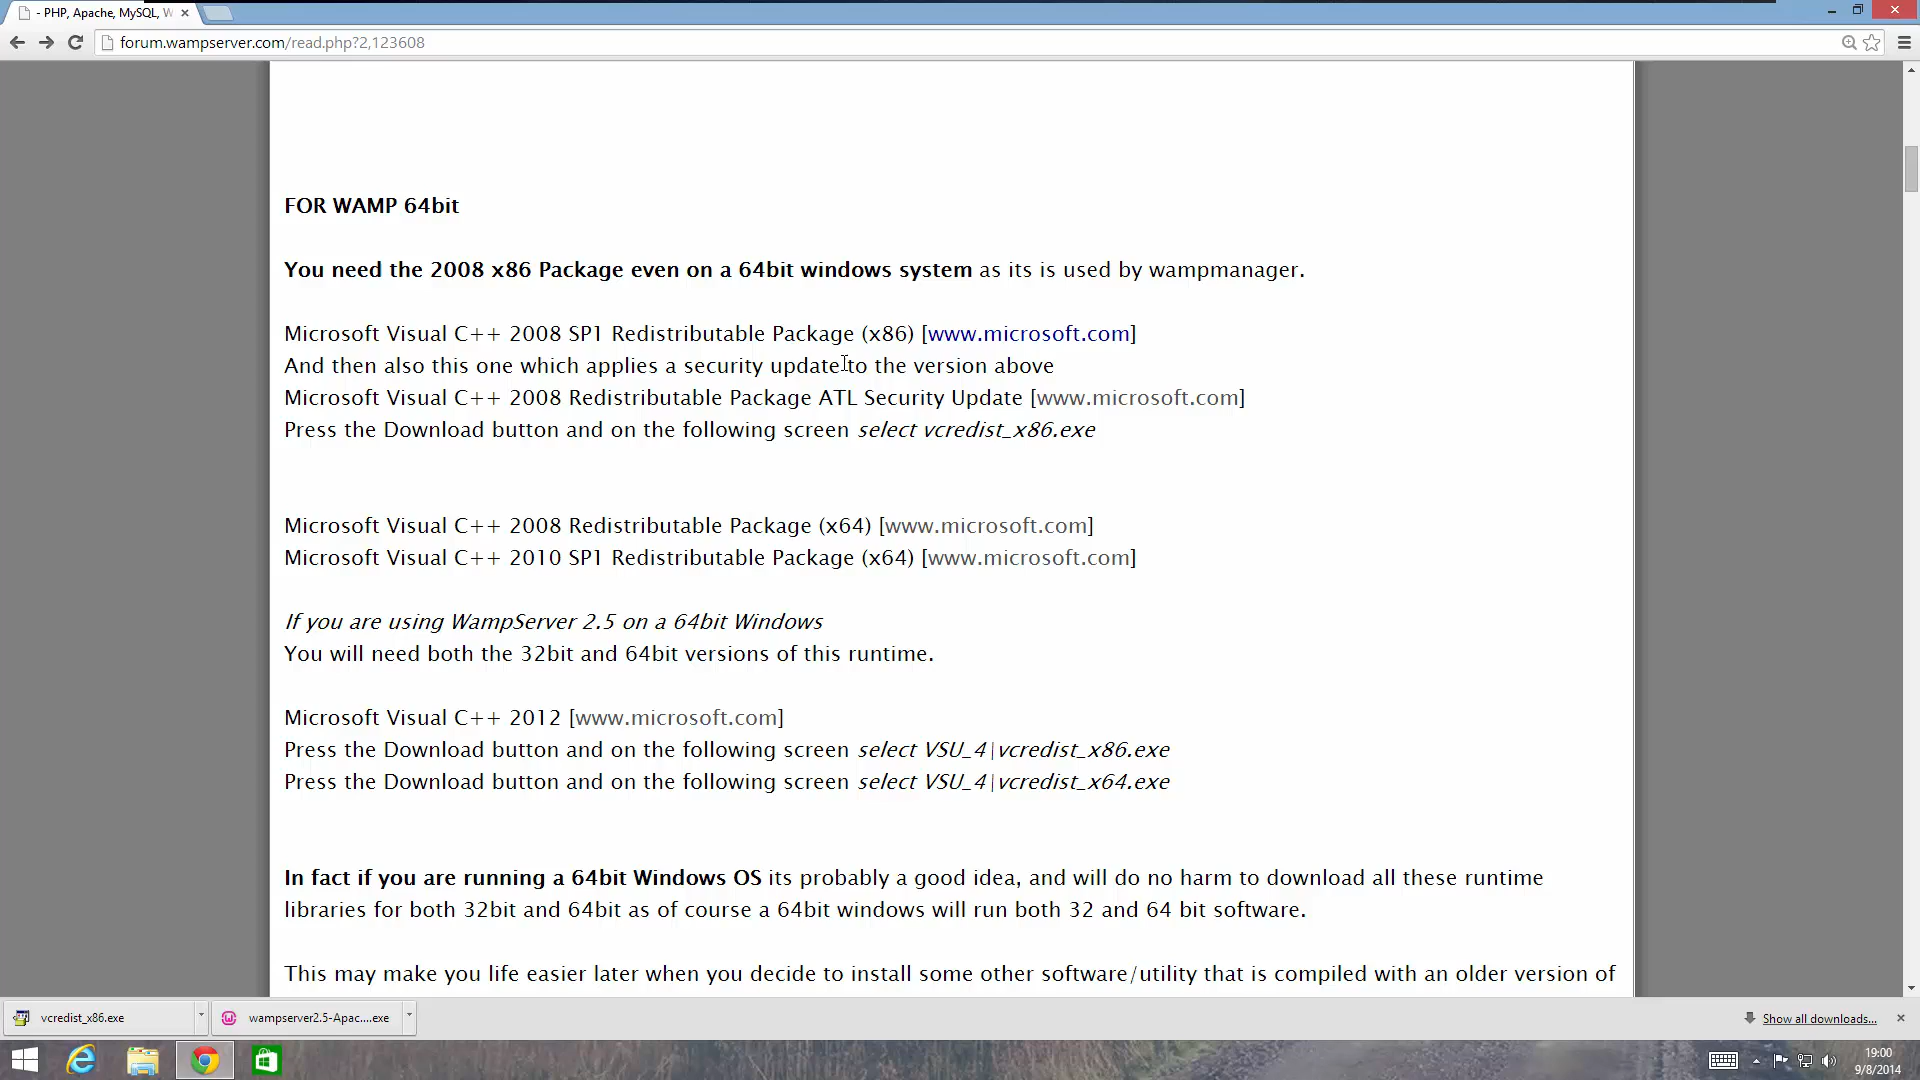 - PHP, Apache, MySQL, W
forum.wampserver.com/read.php?2,123608
FOR WAMP 64bit
You need the 2008 x86 Package even on a 64bit windows system as its is used by wampmanager.
Microsoft Visual C++ 2008 SP1 Redistributable Package (x86) [www.microsoft.com]
And then also this one which applies a security update to the version above
Microsoft Visual C++ 2008 Redistributable Package ATL Security Update [www.microsoft.com]
Press the Download button and on the following screen select vcredist_x86.exe
Microsoft Visual C++ 2008 Redistributable Package (x64) [www.microsoft.com]
Microsoft Visual C++ 2010 SP1 Redistributable Package (x64) [www.microsoft.com]
If you are using WampServer 2.5 on a 64bit Windows
You will need both the 32bit and 64bit versions of this runtime.
Microsoft Visual C++ 2012 [www.microsoft.com]
Press the Download button and on the following screen select VSU_4|vcredist_x86.exe
Press the Download button and on the following screen select VSU_4|vcredist_x64.exe
In fact if you are running a 64bit Windows OS its probably a good idea, and will do no harm to download all these runtime
libraries for both 32bit and 64bit as of course a 64bit windows will run both 32 and 64 bit software.
This may make you life easier later when you decide to install some other software/utility that is compiled with an older version of
vcredist_x86.exe
wampserver2.5-Apac....exe
Show all downloads...
19:00
9/8/2014